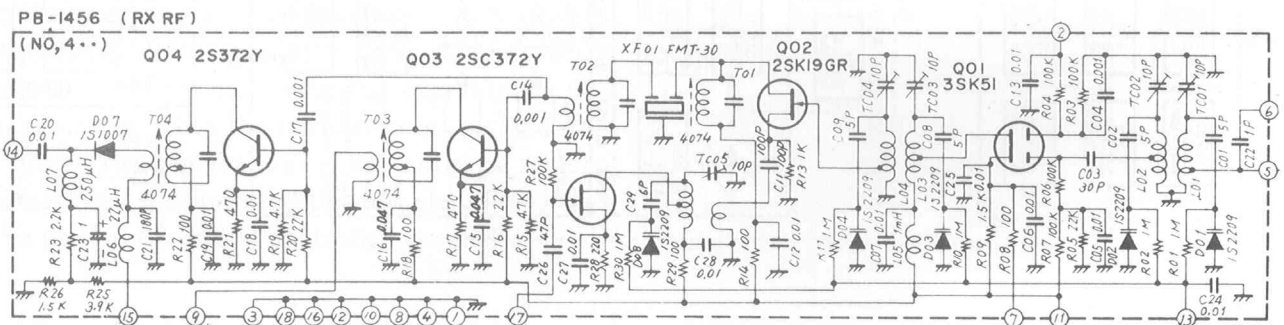 PB-1456 (RX RF)
(NO, 4··)
Q04 2S372Y
Q03 2SC372Y
T02
XF01 FMT-30
T01
Q02
2SK19GR
Q01
3SK51
2
C14
0,001
4074
4074
C17
0.001
C20
0.01
D07
1S1007
T04
4074
T03
4074
14
L07
250μH
R23 2.2K
C23 1
L06 22μH
C21
R22 100
C19 0.01
R21 470
C18 0.01
R19 4.7K
R20 22K
C16 0.047
R18 100
R17 470
C15 0.047
R16 22K
R15 4.7K
R27
100K
C26 47P
C27 0.01
R28 220
R30 1M
C29
6P
D08
1S2209
R29 100
TC05
10P
C28
0,01
R14 100
100P
C11 100P
R13 1K
C12 0.01
R11 1M
C09
5P
TC04
10P
1S2209
D04
C07 0.01
L05 1mH
L04
L03
TC03
10P
C08
5P
1S2209
D03
R10 1M
C25 0.01
R09 1.5K
R08 100
C06 0.01
R07 100K
R06 100K
R05 22K
C05 0.01
C13 0.01
R04 100K
R03 100K
C04 0.001
C03
30P
TC02
10P
C02
5P
L02
1S2209
D02
R02 1M
TC01
10P
L01
C01
5P
R01 1M
D01
1S2209
C22 1P
6
5
C24
0.01
R26
1.5K
R25
3.9K
15 9 3 18 16 12 10 8 4 1 17 7 11 13